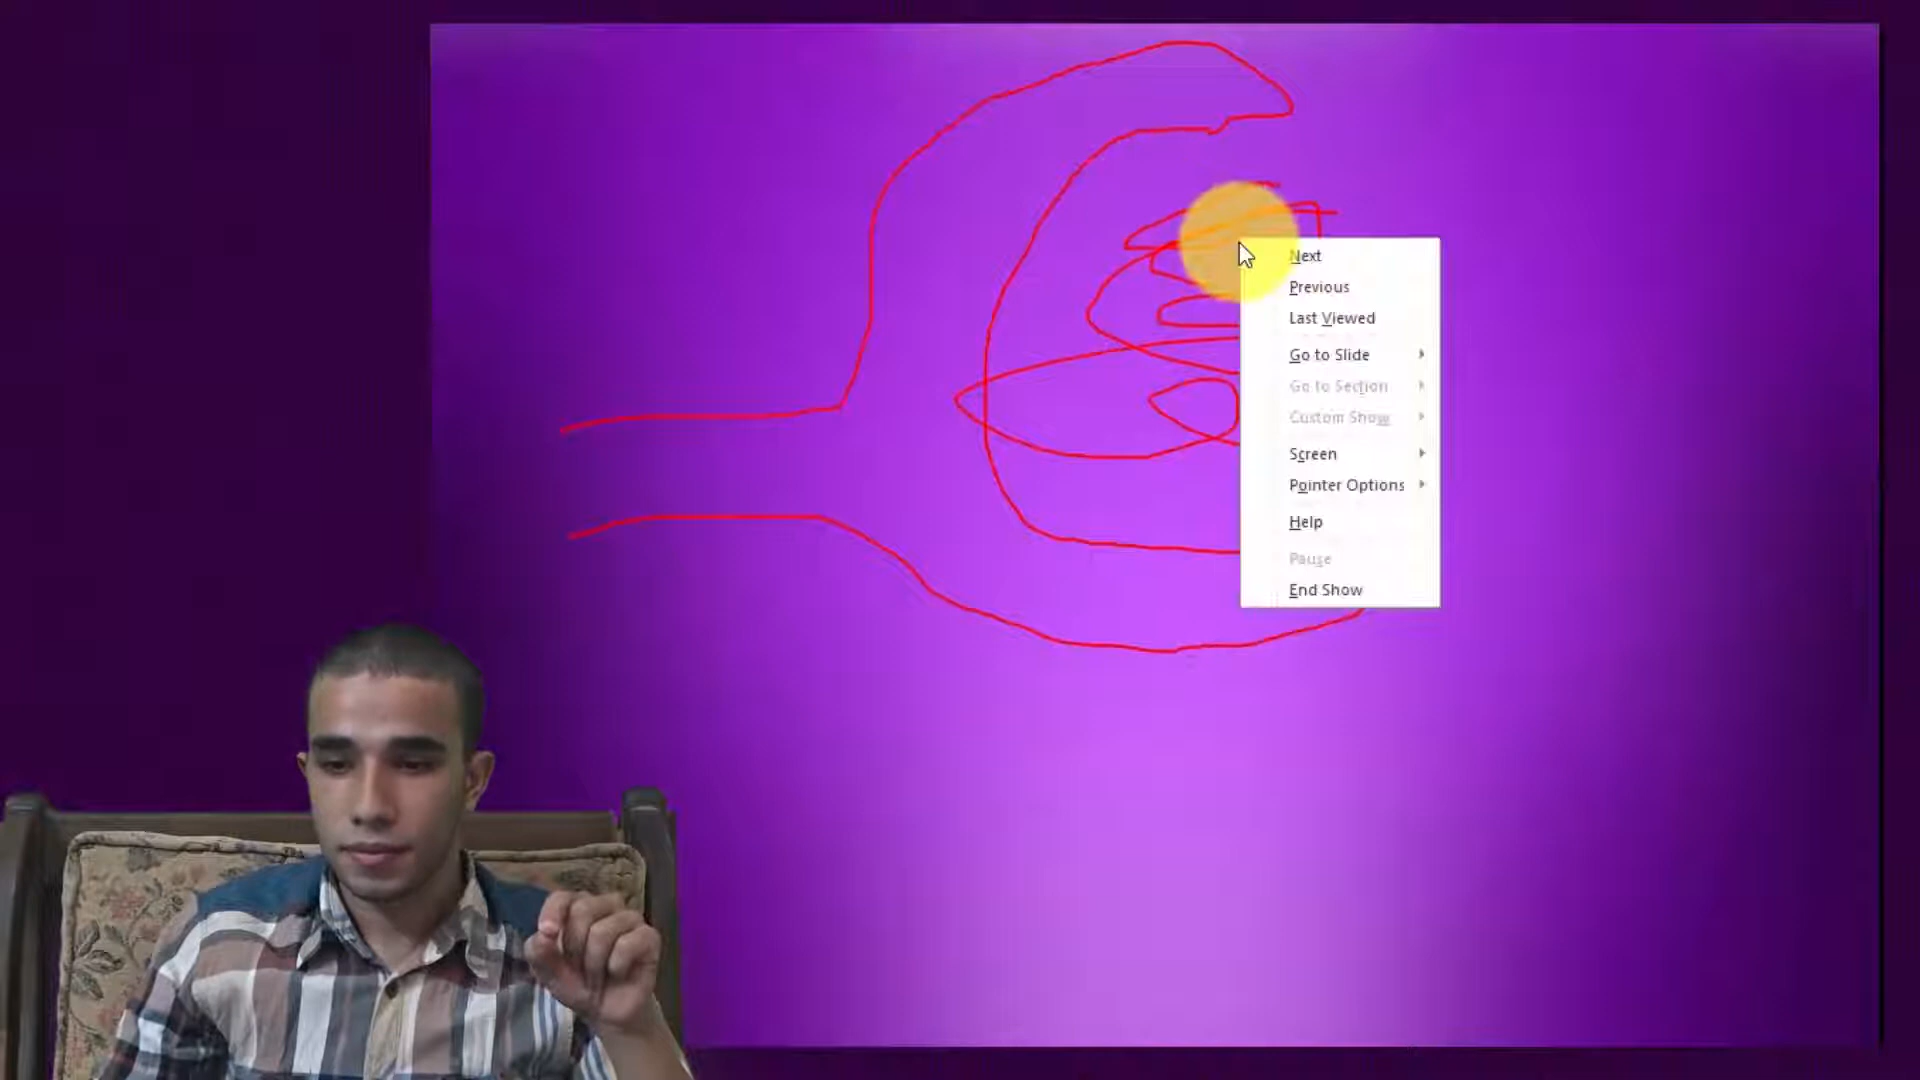 Next
Previous
Last Viewed
Go to Slide
Go to Section
Custom Show
Screen
Pointer Options
Help
Pause
End Show